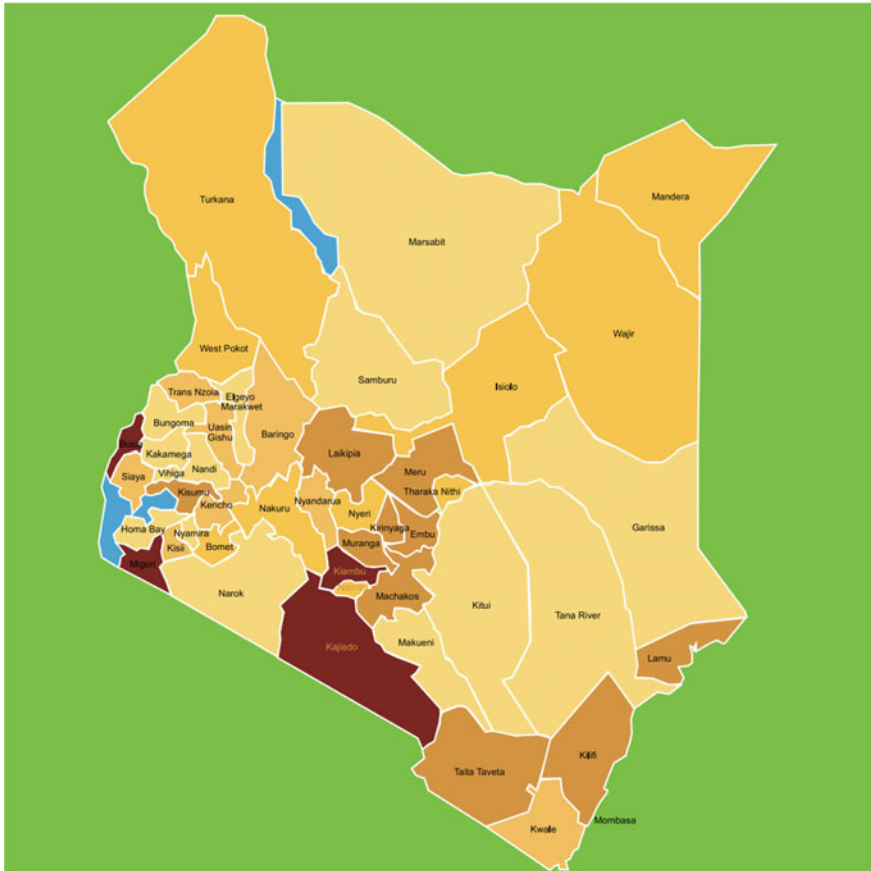 Turkana
Mandera
Marsabit
Wajir
West Pokot
Samburu
Isiolo
Trans Nzoia
Elgeyo
Marakwet
Bungoma
Uasin
Gishu
Baringo
Busia
Kakamega
Laikipia
Nandi
Vihiga
Meru
Siaya
Tharaka Nithi
Kisumu
Kericho
Nyandarua
Nakuru
Nyeri
Garissa
Homa Bay
Nyamira
Kirinyaga
Embu
Kisii
Bomet
Muranga
Migori
Kiambu
Narok
Machakos
Kitui
Tana River
Makueni
Kajiado
Lamu
Taita Taveta
Kilifi
Kwale
Mombasa